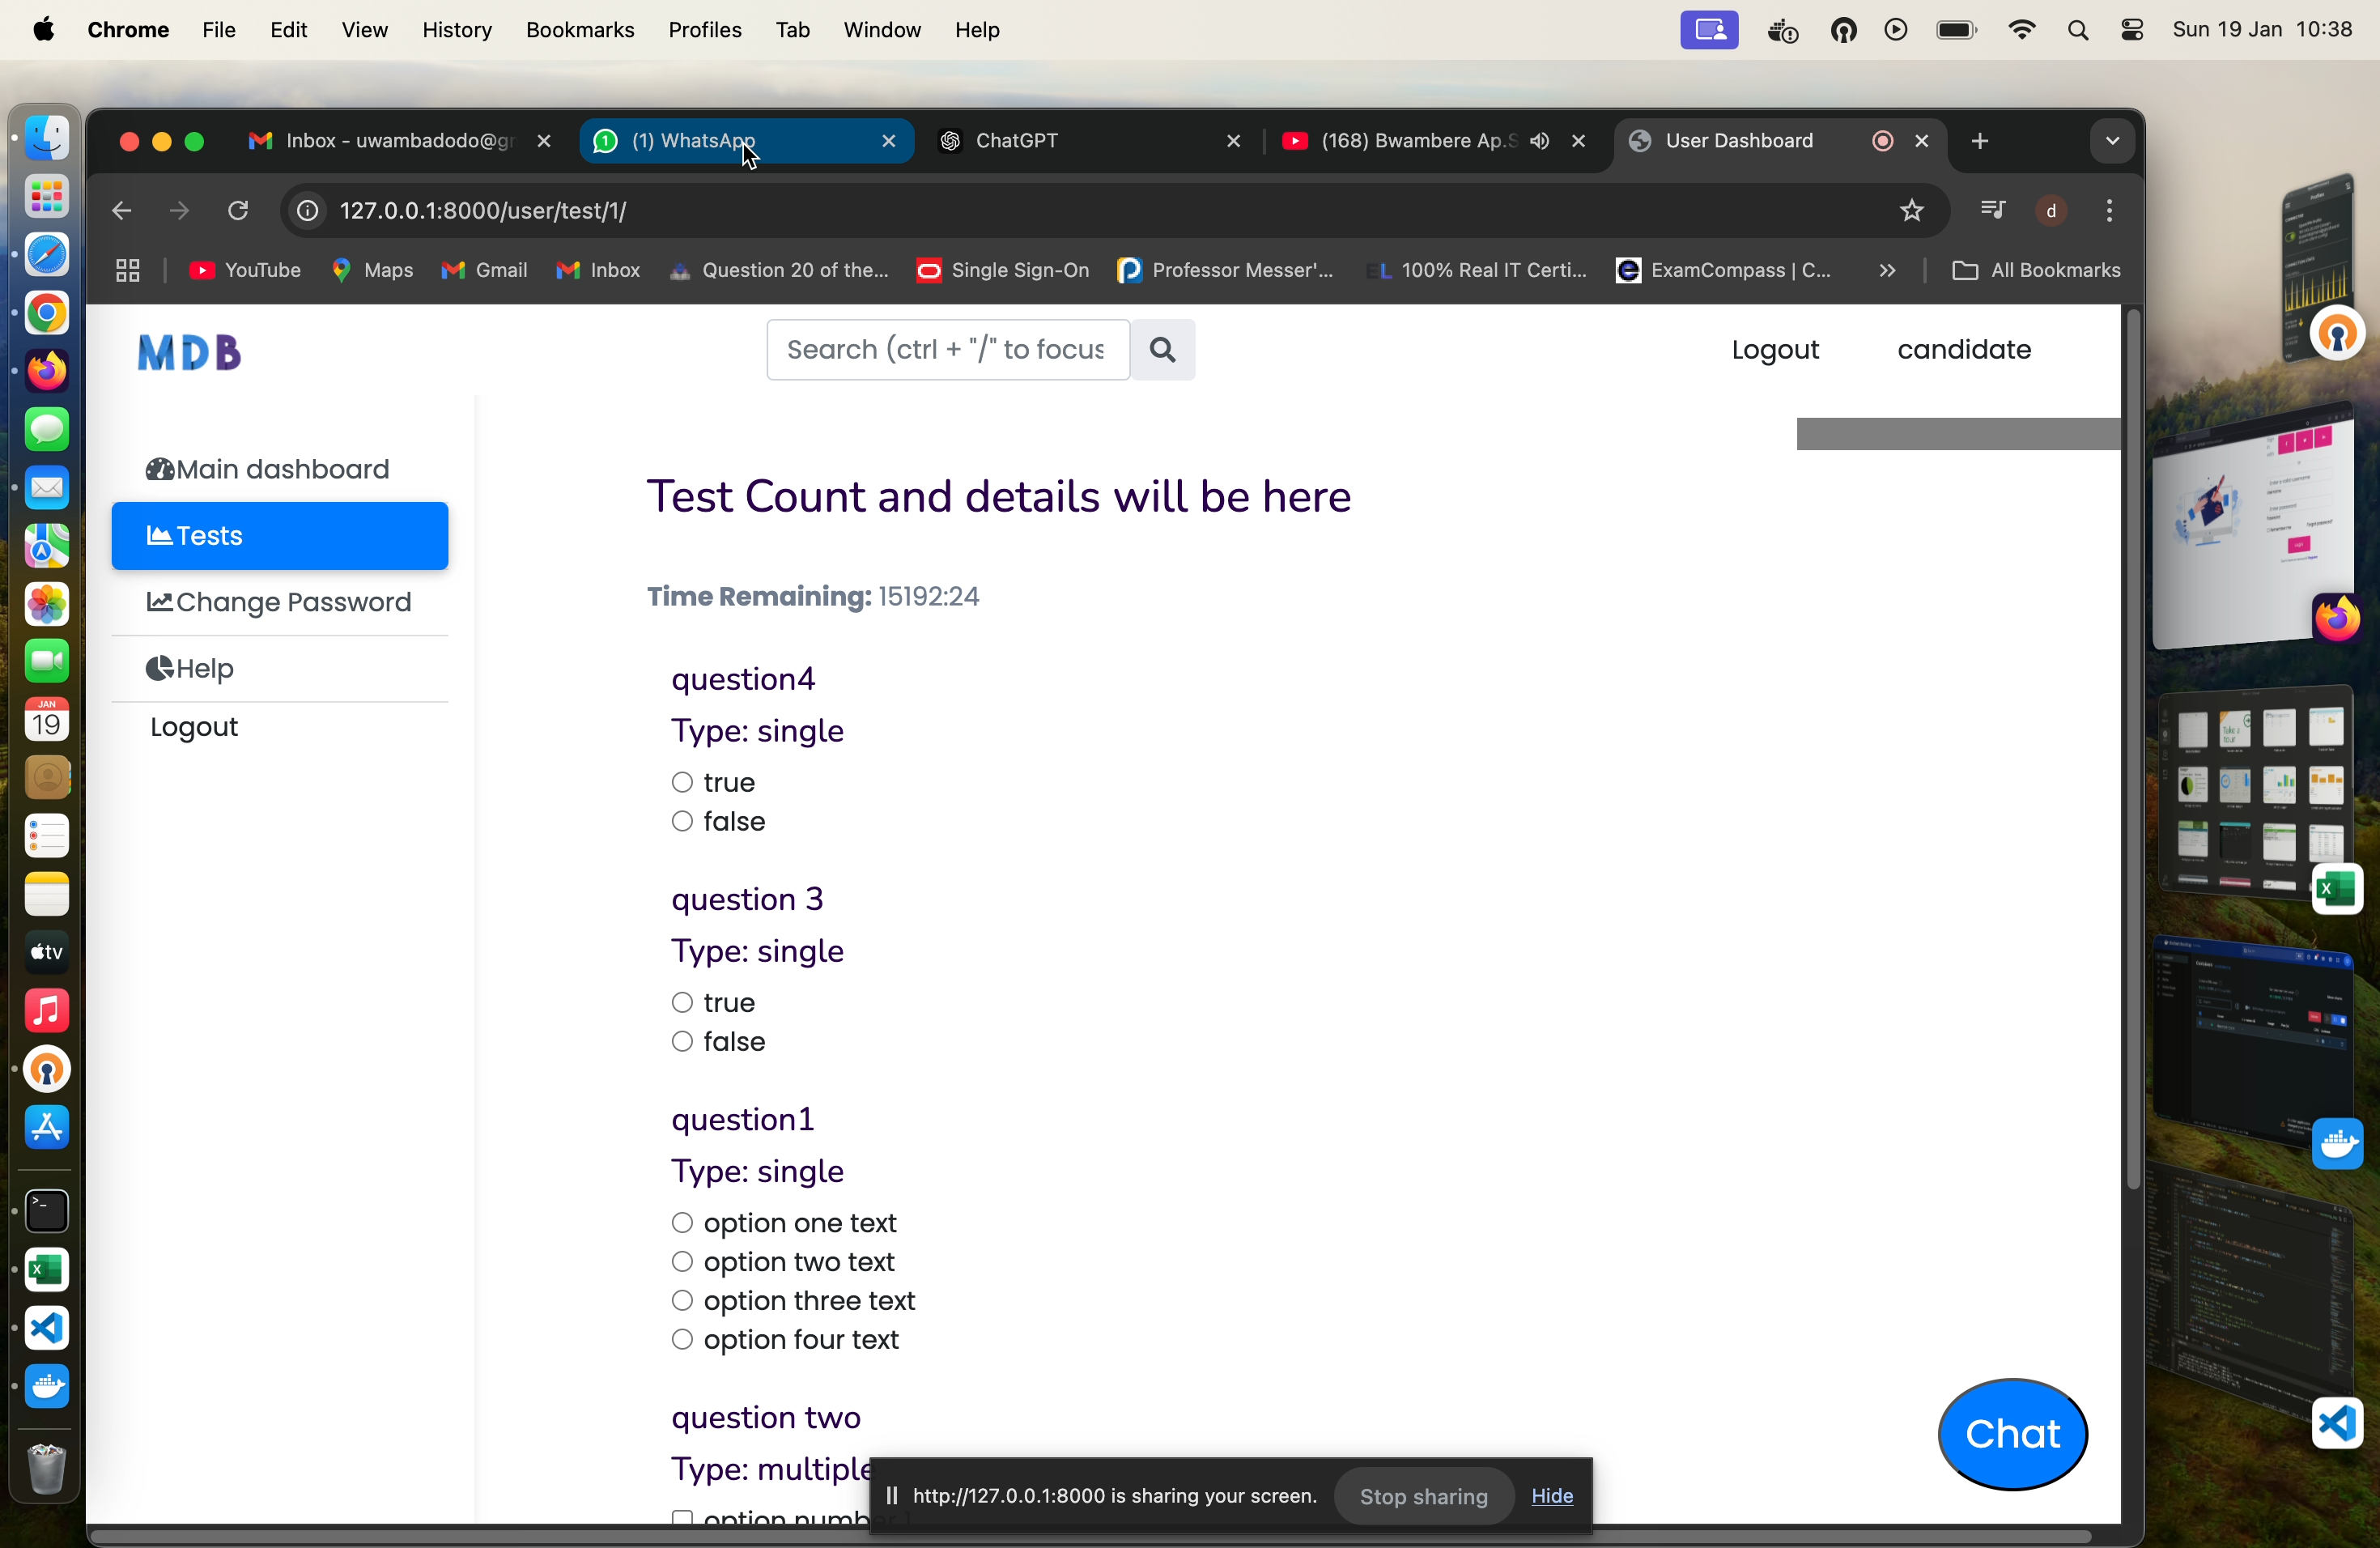 Chrome File Edit View History Bookmarks Profiles Tab Window Help Sun 19 Jan 10:38
Inbox - uwambadodo@gr (1) WhatsApp ChatGPT (168) Bwambere Ap.S User Dashboard
127.0.0.1:8000/user/test/1/ d
YouTube Maps Gmail Inbox Question 20 of the... Single Sign-On Professor Messer'... EL 100% Real IT Certi... ExamCompass | C... » All Bookmarks
MDB Search (ctrl + "/" to focus Logout candidate
Main dashboard
Tests
Change Password
Help
Logout
JAN
19
tv
Test Count and details will be here
Time Remaining: 15192:24
question4
Type: single
true
false
question 3
Type: single
true
false
question1
Type: single
option one text
option two text
option three text
option four text
question two
Type: multiple
option number 1
Chat
http://127.0.0.1:8000 is sharing your screen. Stop sharing Hide